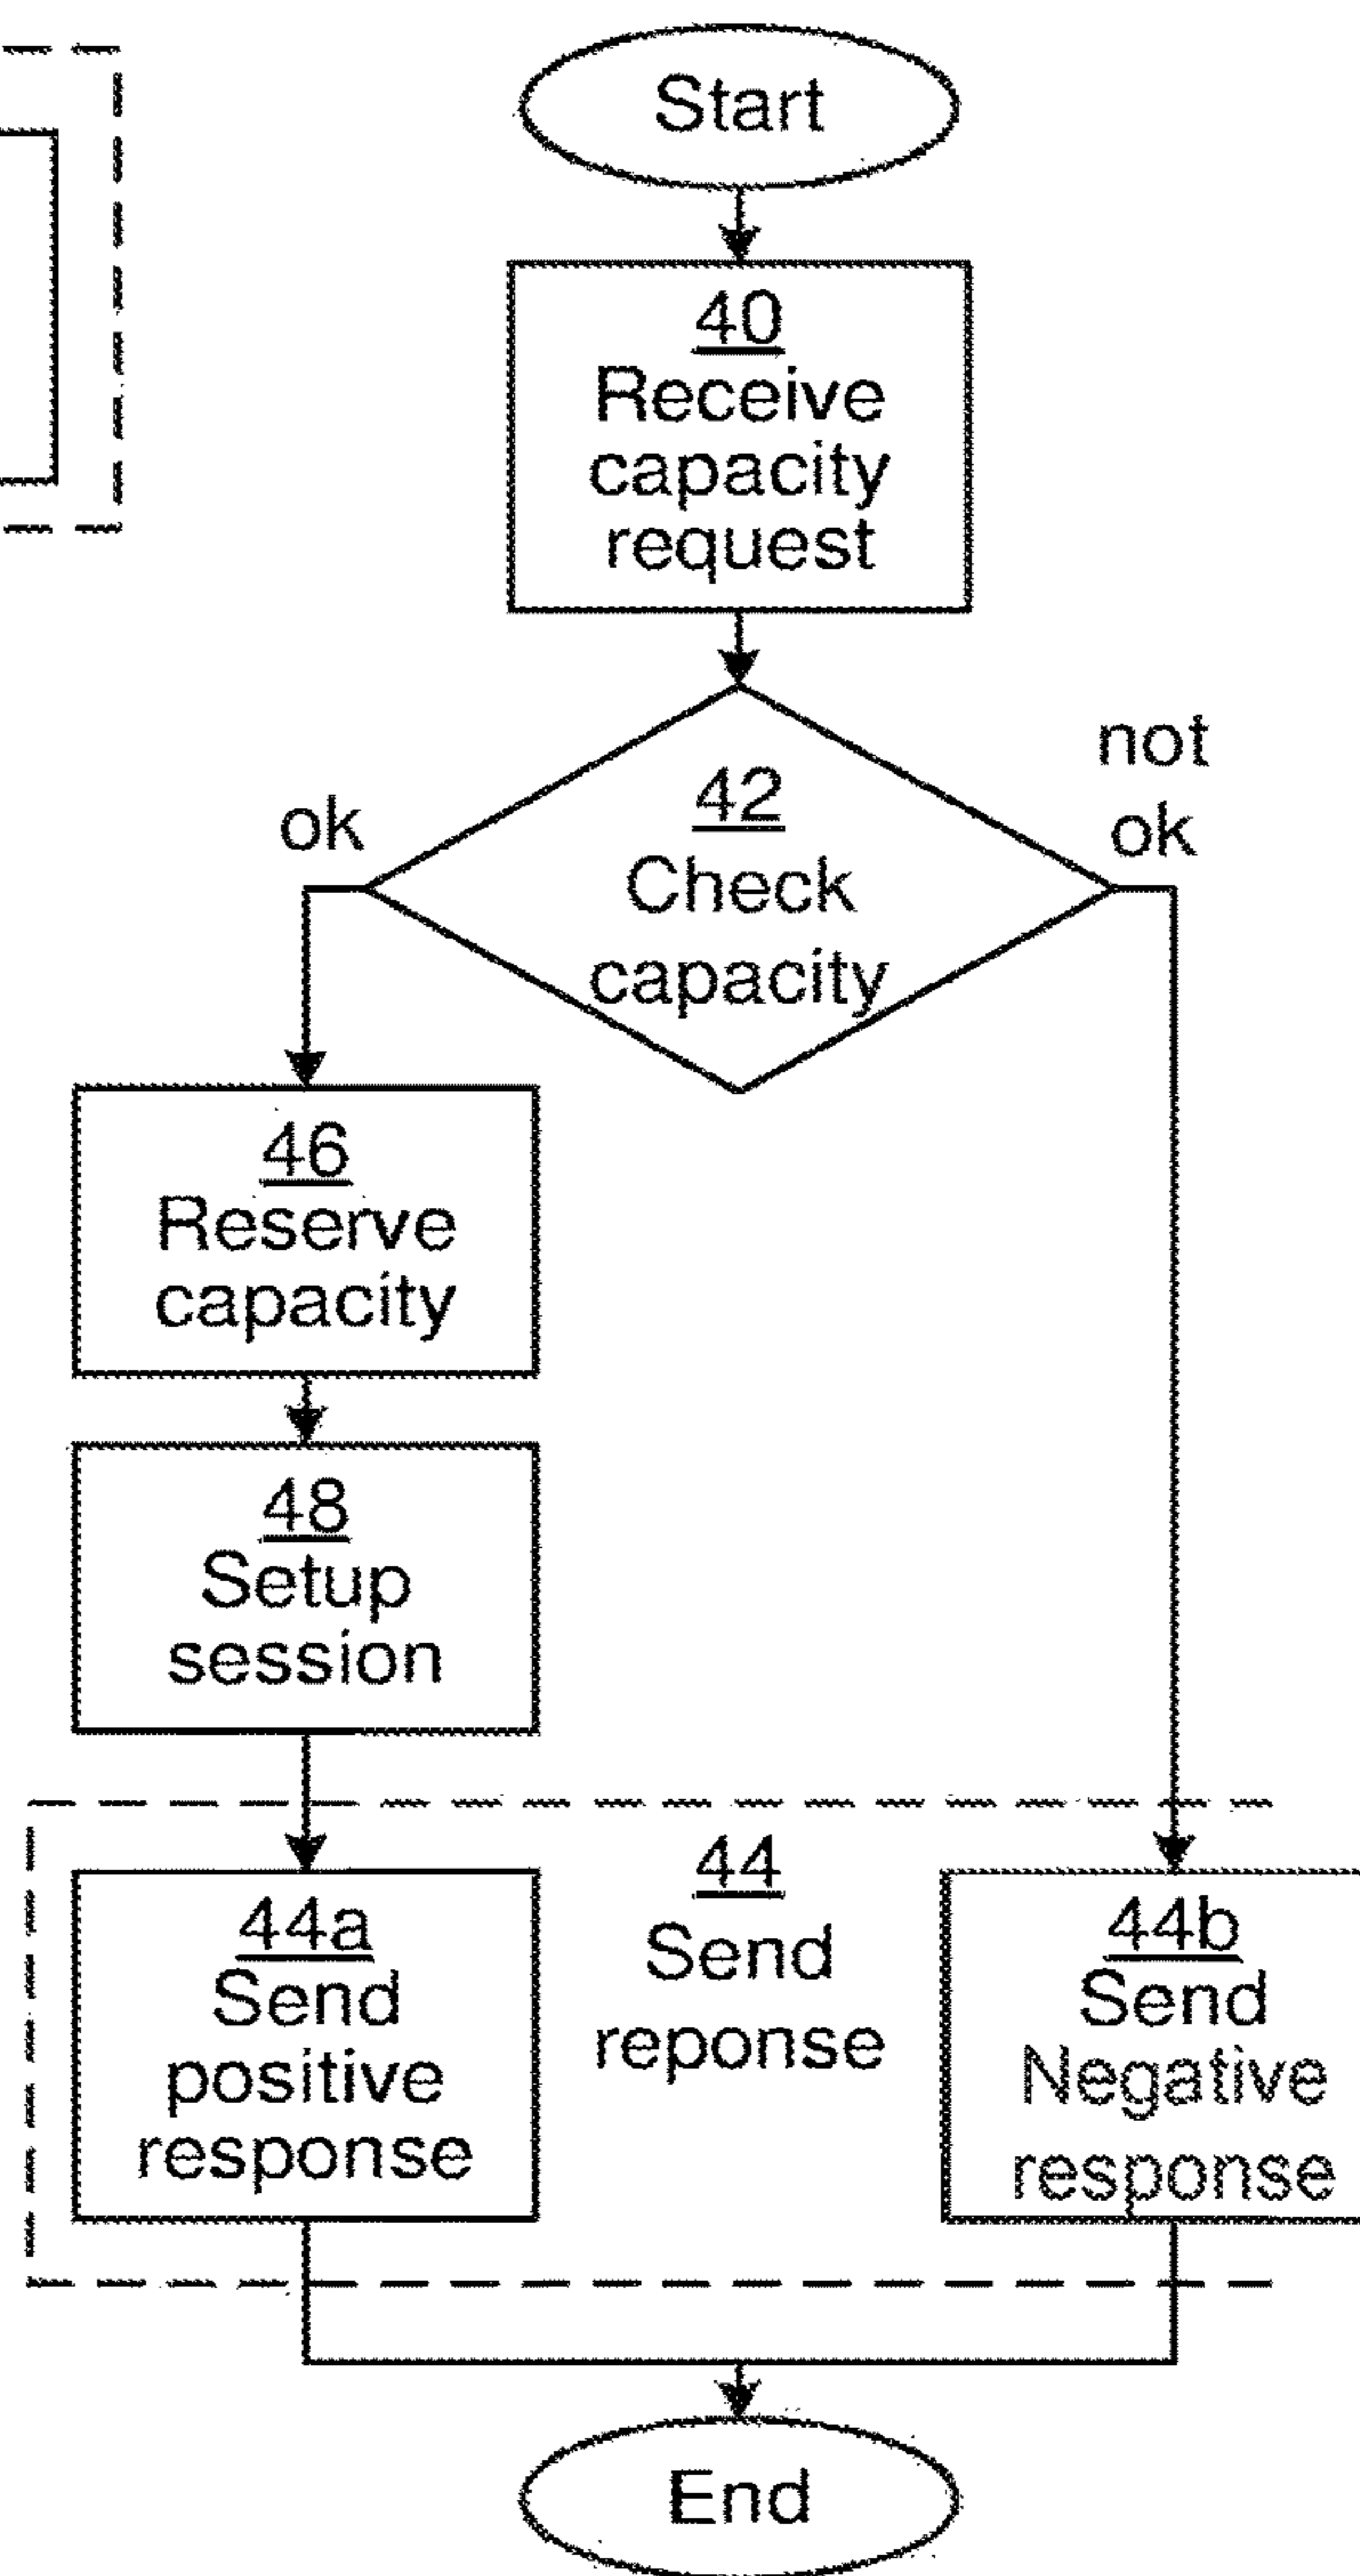 Start
40
Receive
capacity
request
not
ok
ok
42
Check
capacity
46
Reserve
capacity
48
Setup
session
44a
Send
positive
response
44
Send
reponse
44b
Send
Negative
response
End